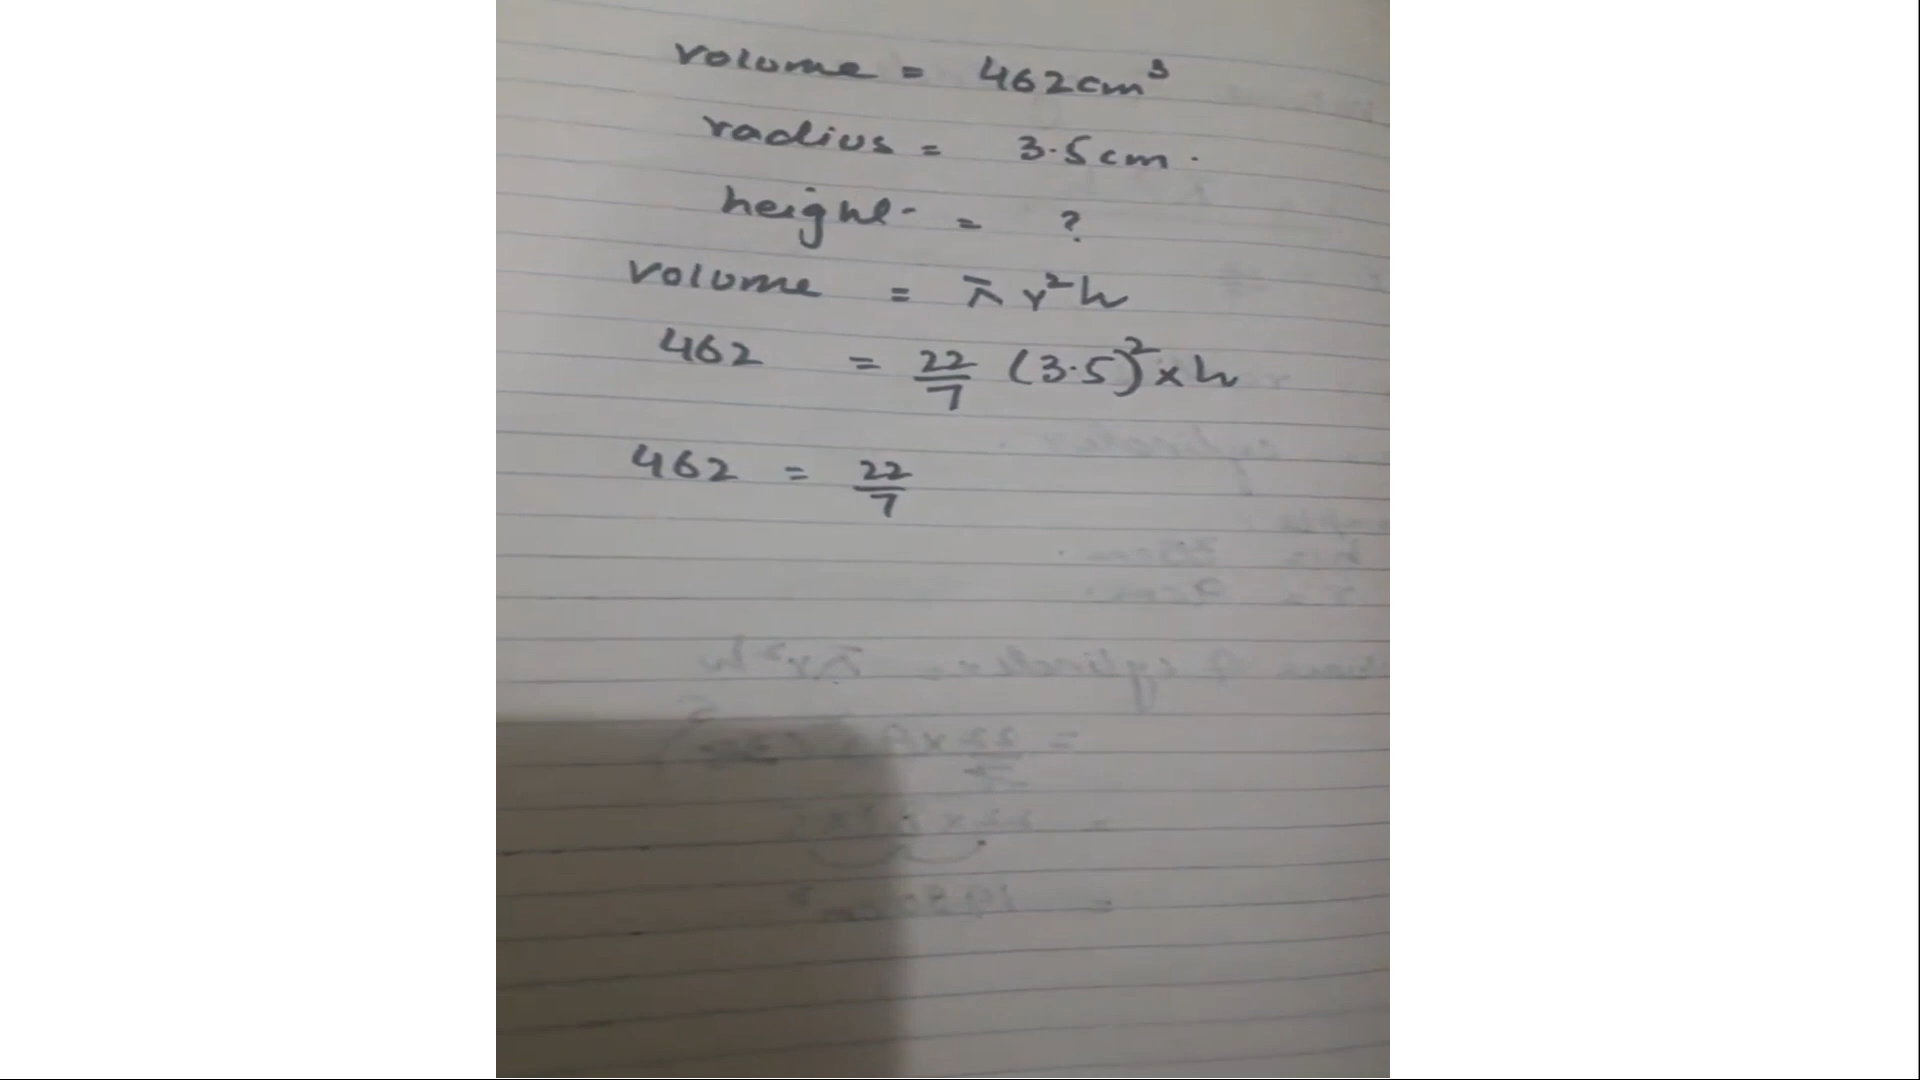 volume = 462cm³
radius = 3.5cm.
height = ?
volume = πr²h
462 = 22/7 (3.5)² × h
462 = 22/7